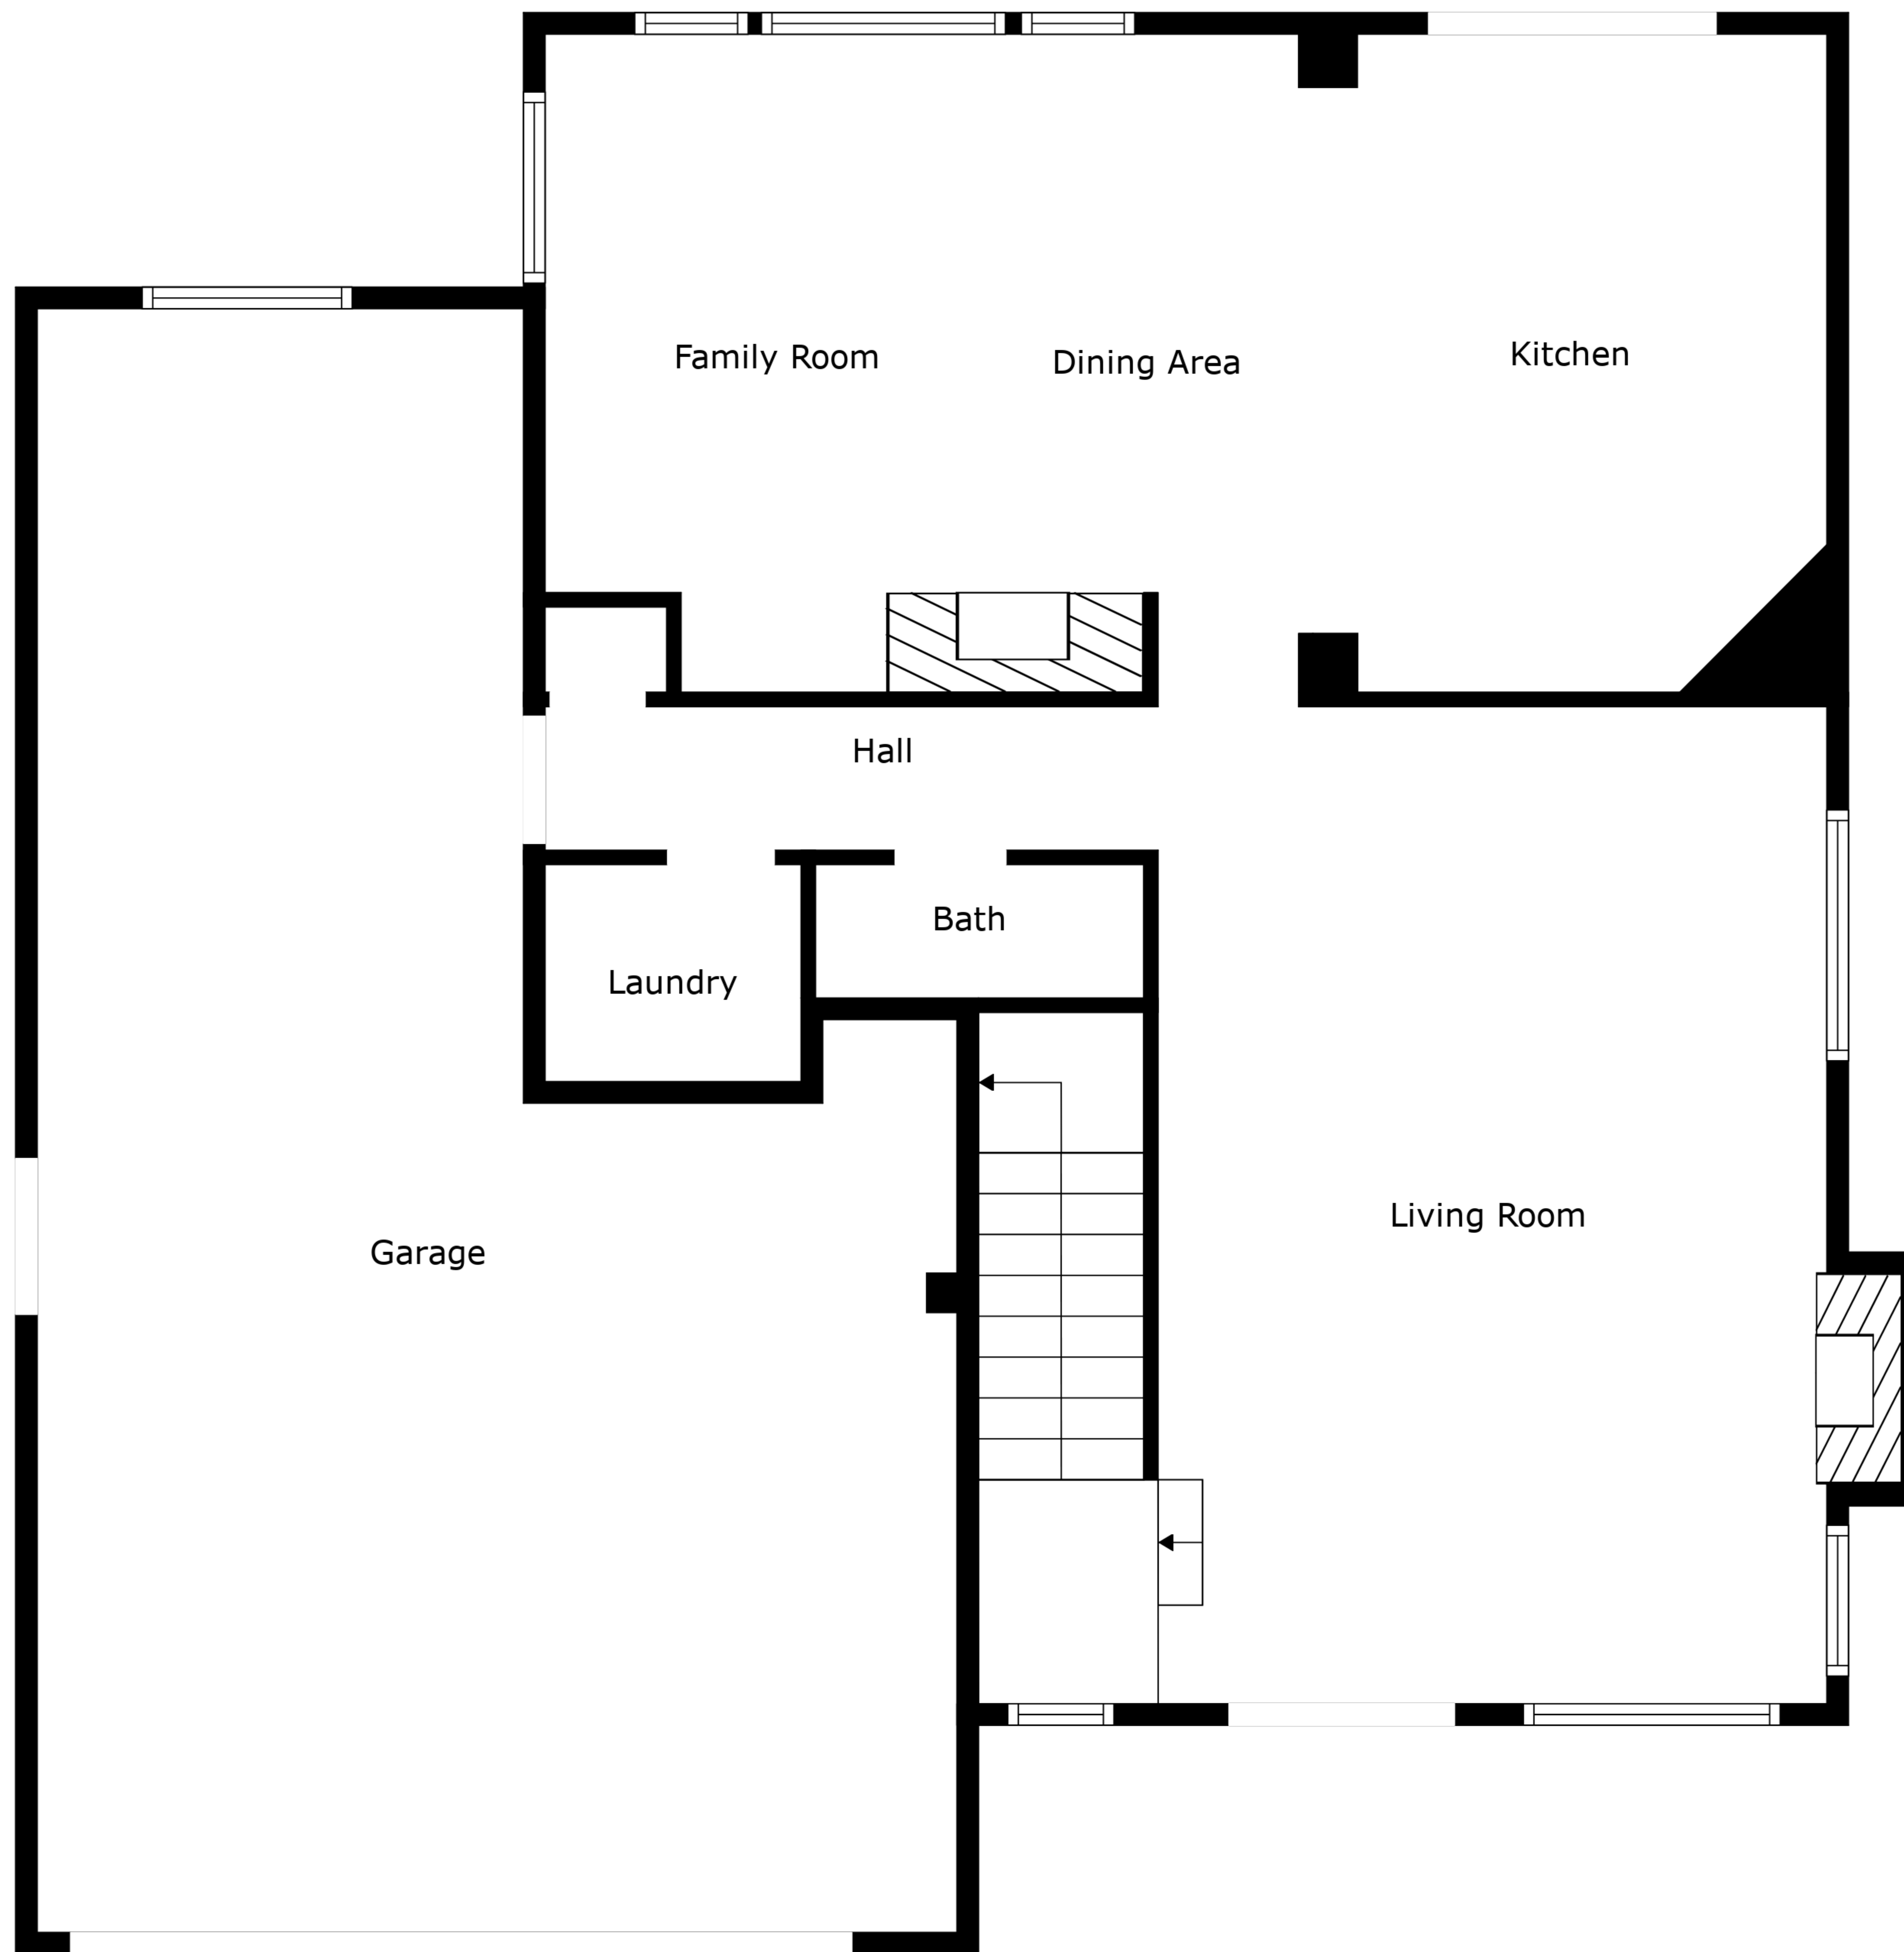 Family Room
Dining Area
Kitchen
Hall
Bath
Laundry
Living Room
Garage